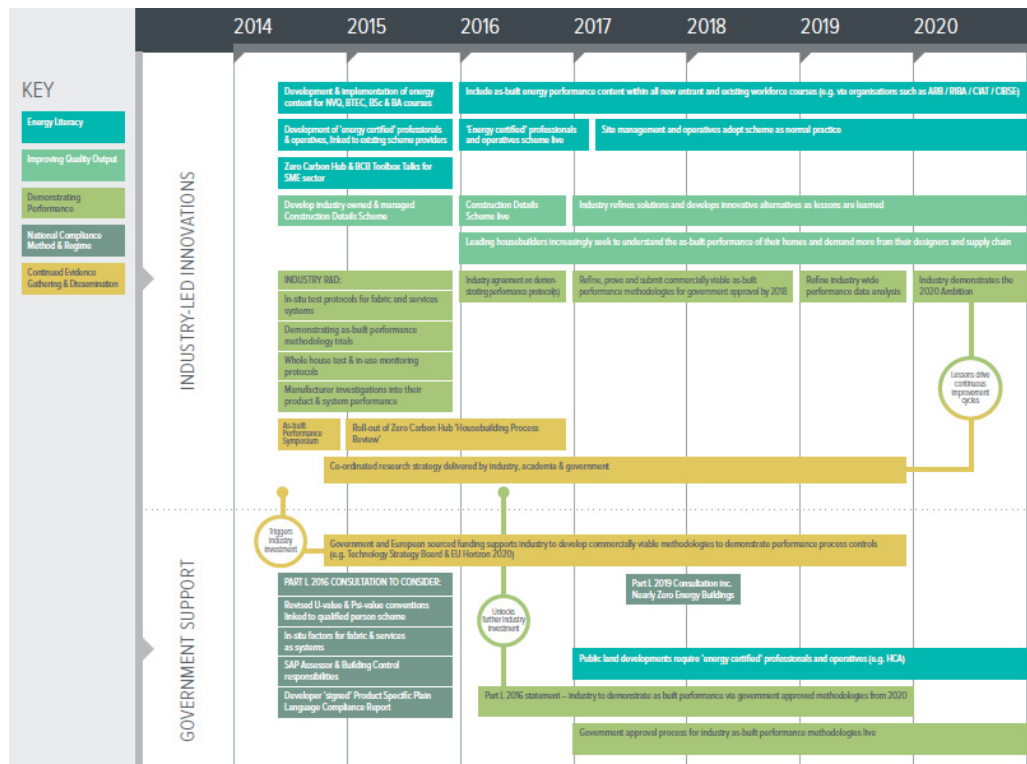 2014 2015 2016 2017 2018 2019 2020
KEY
Energy Literacy
Improving Quality Output
Demonstrating
Performance
National Compliance
Method & Regime
Continued Evidence
Gathering & Dissemination
INDUSTRY-LED INNOVATIONS
Development & implementation of energy
content for NVQ, BTEC, BSc & BA courses
Include as-built energy performance content within all new entrant and existing workforce courses (e.g. via organisations such as ARB / RIBA / CIAT / CIBSE)
Development of 'energy certified' professionals
& operatives, linked to existing scheme providers
'Energy certified' professionals
and operatives scheme live
Site management and operatives adopt scheme as normal practice
Zero Carbon Hub & BCB Toolbox Talks for
SME sector
Develop industry owned & managed
Construction Details Scheme
Construction Details
Scheme live
Industry refines solutions and develops innovative alternatives as lessons are learned
Leading housebuilders increasingly seek to understand the as-built performance of their homes and demand more from their designers and supply chain
INDUSTRY R&D:
In-situ test protocols for fabric and services
systems
Demonstrating as-built performance
methodology trials
Whole house test & in-use monitoring
protocols
Manufacturer investigations into their
product & system performance
Industry agreement on demon-
strating performance protocol(s)
Refine, prove and submit commercially viable as-built
performance methodologies for government approval by 2018
Refine industry wide
performance data analysis
Industry demonstrates the
2020 Ambition
Lessons drive
continuous
improvement
cycles
As-built
Performance
Symposium
Roll-out of Zero Carbon Hub 'Housebuilding Process
Review'
Co-ordinated research strategy delivered by industry, academia & government
GOVERNMENT SUPPORT
Triggers
industry
investment
Government and European sourced funding supports industry to develop commercially viable methodologies to demonstrate performance process controls
(e.g. Technology Strategy Board & EU Horizon 2020)
PART L 2016 CONSULTATION TO CONSIDER:
Revised U-value & Psi-value conventions
linked to qualified person scheme
In-situ factors for fabric & services
as systems
SAP Assessor & Building Control
responsibilities
Developer 'signed' Product Specific Plain
Language Compliance Report
Unlocks
further industry
investment
Part L 2019 Consultation inc.
Nearly Zero Energy Buildings
Public land developments require 'energy certified' professionals and operatives (e.g. HCA)
Part L 2016 statement – industry to demonstrate as built performance via government approved methodologies from 2020
Government approval process for industry as-built performance methodologies live